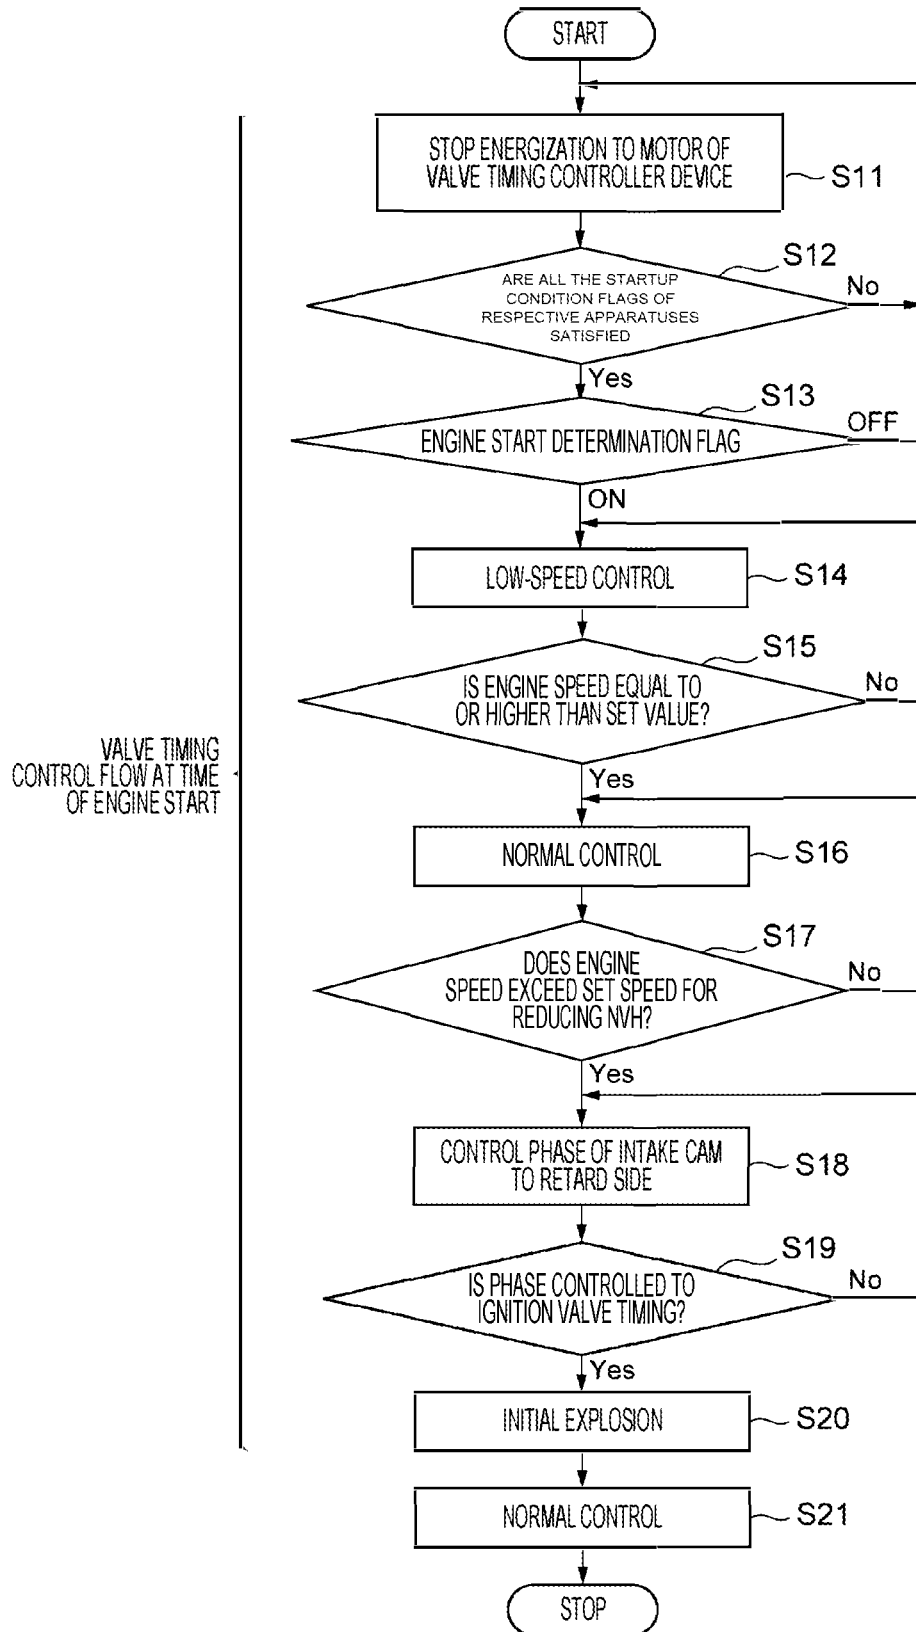 START
STOP ENERGIZATION TO MOTOR OF
VALVE TIMING CONTROLLER DEVICE
S11
S12
ARE ALL THE STARTUP
CONDITION FLAGS OF
RESPECTIVE APPARATUSES
SATISFIED
No
Yes
S13
ENGINE START DETERMINATION FLAG
OFF
ON
LOW-SPEED CONTROL
S14
S15
IS ENGINE SPEED EQUAL TO
OR HIGHER THAN SET VALUE?
No
Yes
VALVE TIMING
CONTROL FLOW AT TIME
OF ENGINE START
NORMAL CONTROL
S16
S17
DOES ENGINE
SPEED EXCEED SET SPEED FOR
REDUCING NVH?
No
Yes
CONTROL PHASE OF INTAKE CAM
TO RETARD SIDE
S18
S19
IS PHASE CONTROLLED TO
IGNITION VALVE TIMING?
No
Yes
INITIAL EXPLOSION
S20
NORMAL CONTROL
S21
STOP